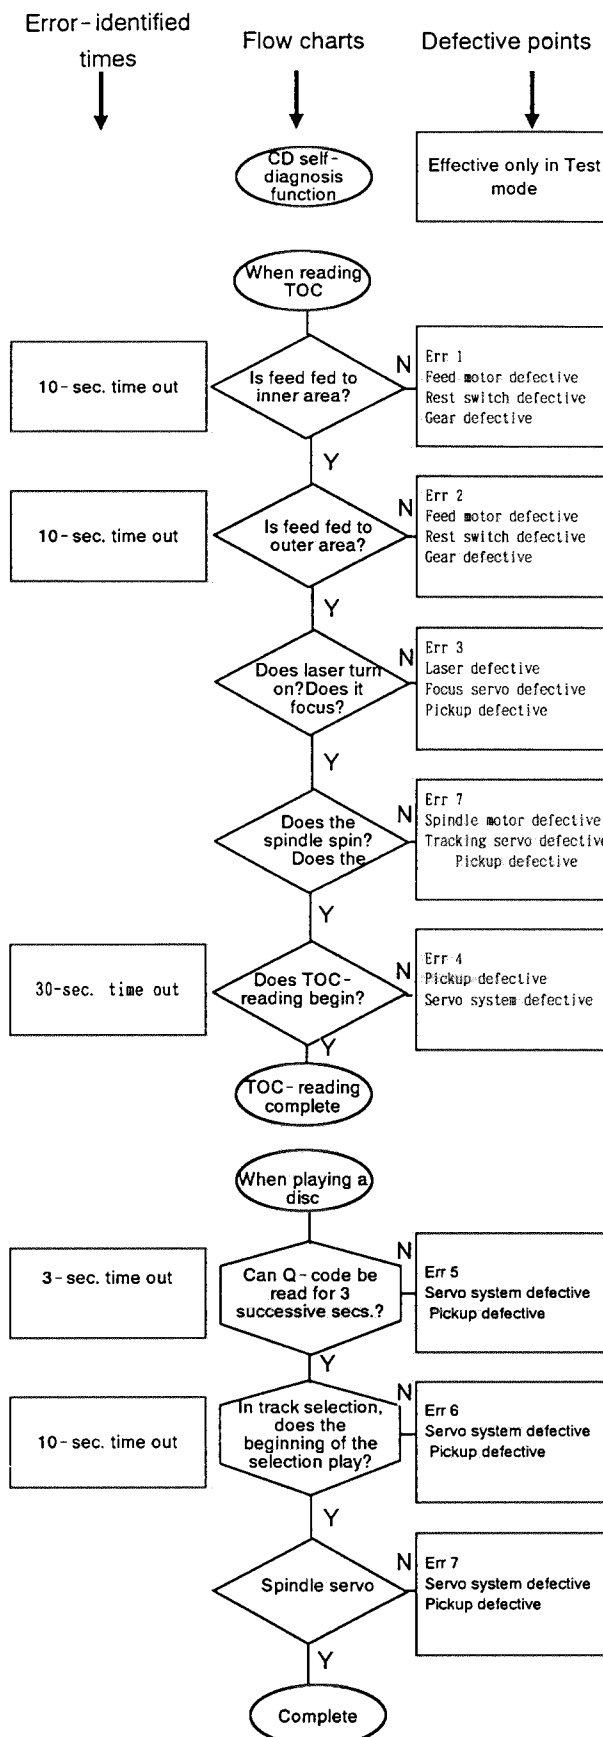 Error-identified
times
Flow charts
Defective points
CD self-
diagnosis
function
Effective only in Test
mode
When reading
TOC
10-sec. time out
Is feed fed to
inner area?
N
Err 1
Feed motor defective
Rest switch defective
Gear defective
Y
10-sec. time out
Is feed fed to
outer area?
N
Err 2
Feed motor defective
Rest switch defective
Gear defective
Y
Does laser turn
on?Does it
focus?
N
Err 3
Laser defective
Focus servo defective
Pickup defective
Y
Does the
spindle spin?
Does the
N
Err 7
Spindle motor defective
Tracking servo defective
Pickup defective
Y
30-sec. time out
Does TOC-
reading begin?
N
Err 4
Pickup defective
Servo system defective
Y
TOC-reading
complete
When playing a
disc
3-sec. time out
Can Q-code be
read for 3
successive secs.?
N
Err 5
Servo system defective
Pickup defective
Y
10-sec. time out
In track selection,
does the
beginning of the
selection play?
N
Err 6
Servo system defective
Pickup defective
Y
Spindle servo
N
Err 7
Servo system defective
Pickup defective
Y
Complete